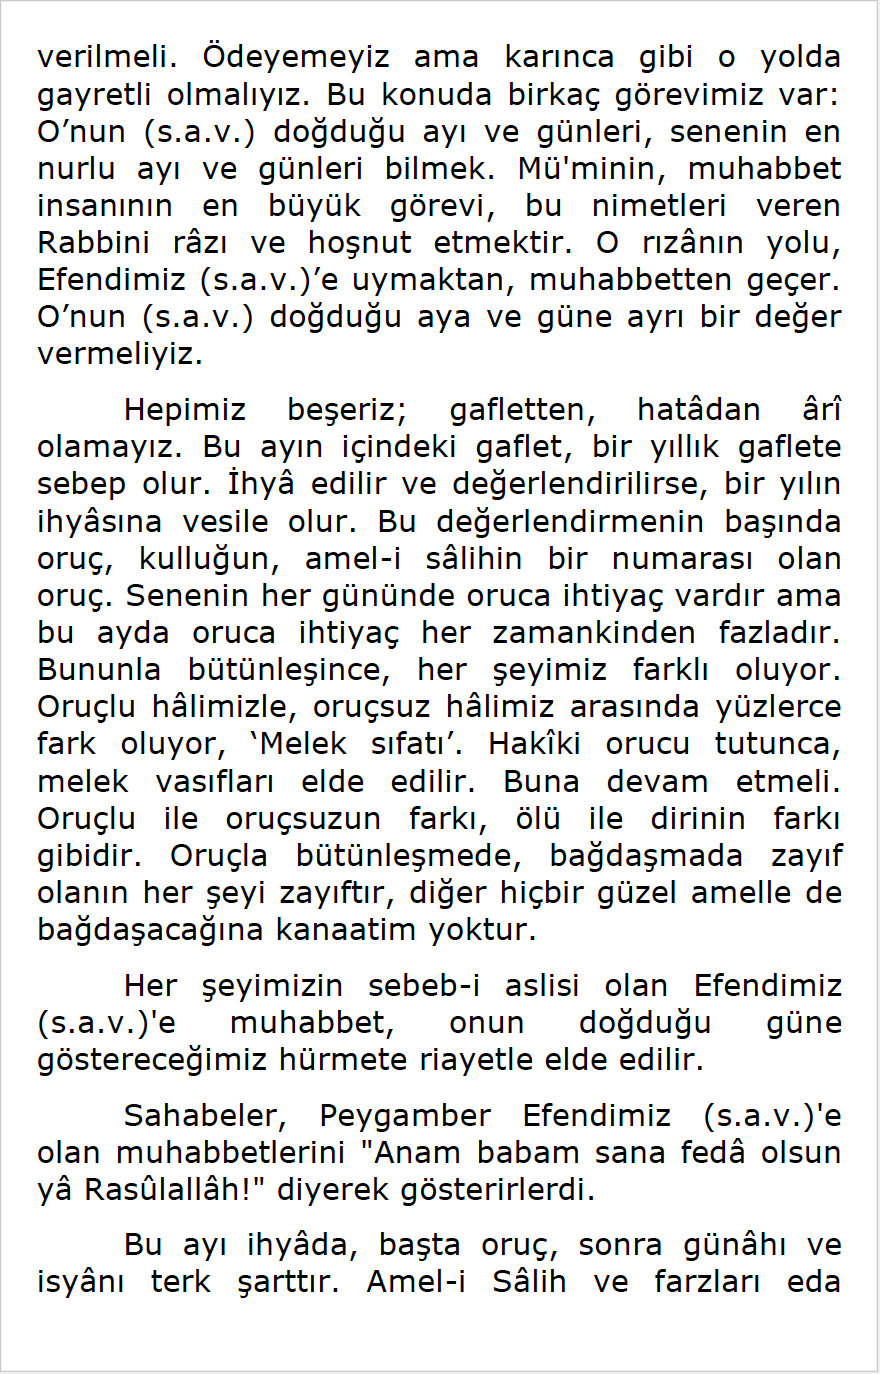 verilmeli. Ödeyemeyiz ama karınca gibi o yolda
gayretli olmalıyız. Bu konuda birkaç görevimiz var:
O’nun (s.a.v.) doğduğu ayı ve günleri, senenin en
nurlu ayı ve günleri bilmek. Mü'minin, muhabbet
insanının en büyük görevi, bu nimetleri veren
Rabbini râzı ve hoşnut etmektir. O rızânın yolu,
Efendimiz (s.a.v.)’e uymaktan, muhabbetten geçer.
O’nun (s.a.v.) doğduğu aya ve güne ayrı bir değer
vermeliyiz.
Hepimiz beşeriz; gafletten, hatâdan ârî
olamayız. Bu ayın içindeki gaflet, bir yıllık gaflete
sebep olur. İhyâ edilir ve değerlendirilirse, bir yılın
ihyâsına vesile olur. Bu değerlendirmenin başında
oruç, kulluğun, amel-i sâlihin bir numarası olan
oruç. Senenin her gününde oruca ihtiyaç vardır ama
bu ayda oruca ihtiyaç her zamankinden fazladır.
Bununla bütünleşince, her şeyimiz farklı oluyor.
Oruçlu hâlimizle, oruçsuz hâlimiz arasında yüzlerce
fark oluyor, ‘Melek sıfatı’. Hakîki orucu tutunca,
melek vasıfları elde edilir. Buna devam etmeli.
Oruçlu ile oruçsuzun farkı, ölü ile dirinin farkı
gibidir. Oruçla bütünleşmede, bağdaşmada zayıf
olanın her şeyi zayıftır, diğer hiçbir güzel amelle de
bağdaşacağına kanaatim yoktur.
Her şeyimizin sebeb-i aslisi olan Efendimiz
(s.a.v.)'e muhabbet, onun doğduğu güne
göstereceğimiz hürmete riayetle elde edilir.
Sahabeler, Peygamber Efendimiz (s.a.v.)'e
olan muhabbetlerini "Anam babam sana fedâ olsun
yâ Rasûlallâh!" diyerek gösterirlerdi.
Bu ayı ihyâda, başta oruç, sonra günâhı ve
isyânı terk şarttır. Amel-i Sâlih ve farzları eda